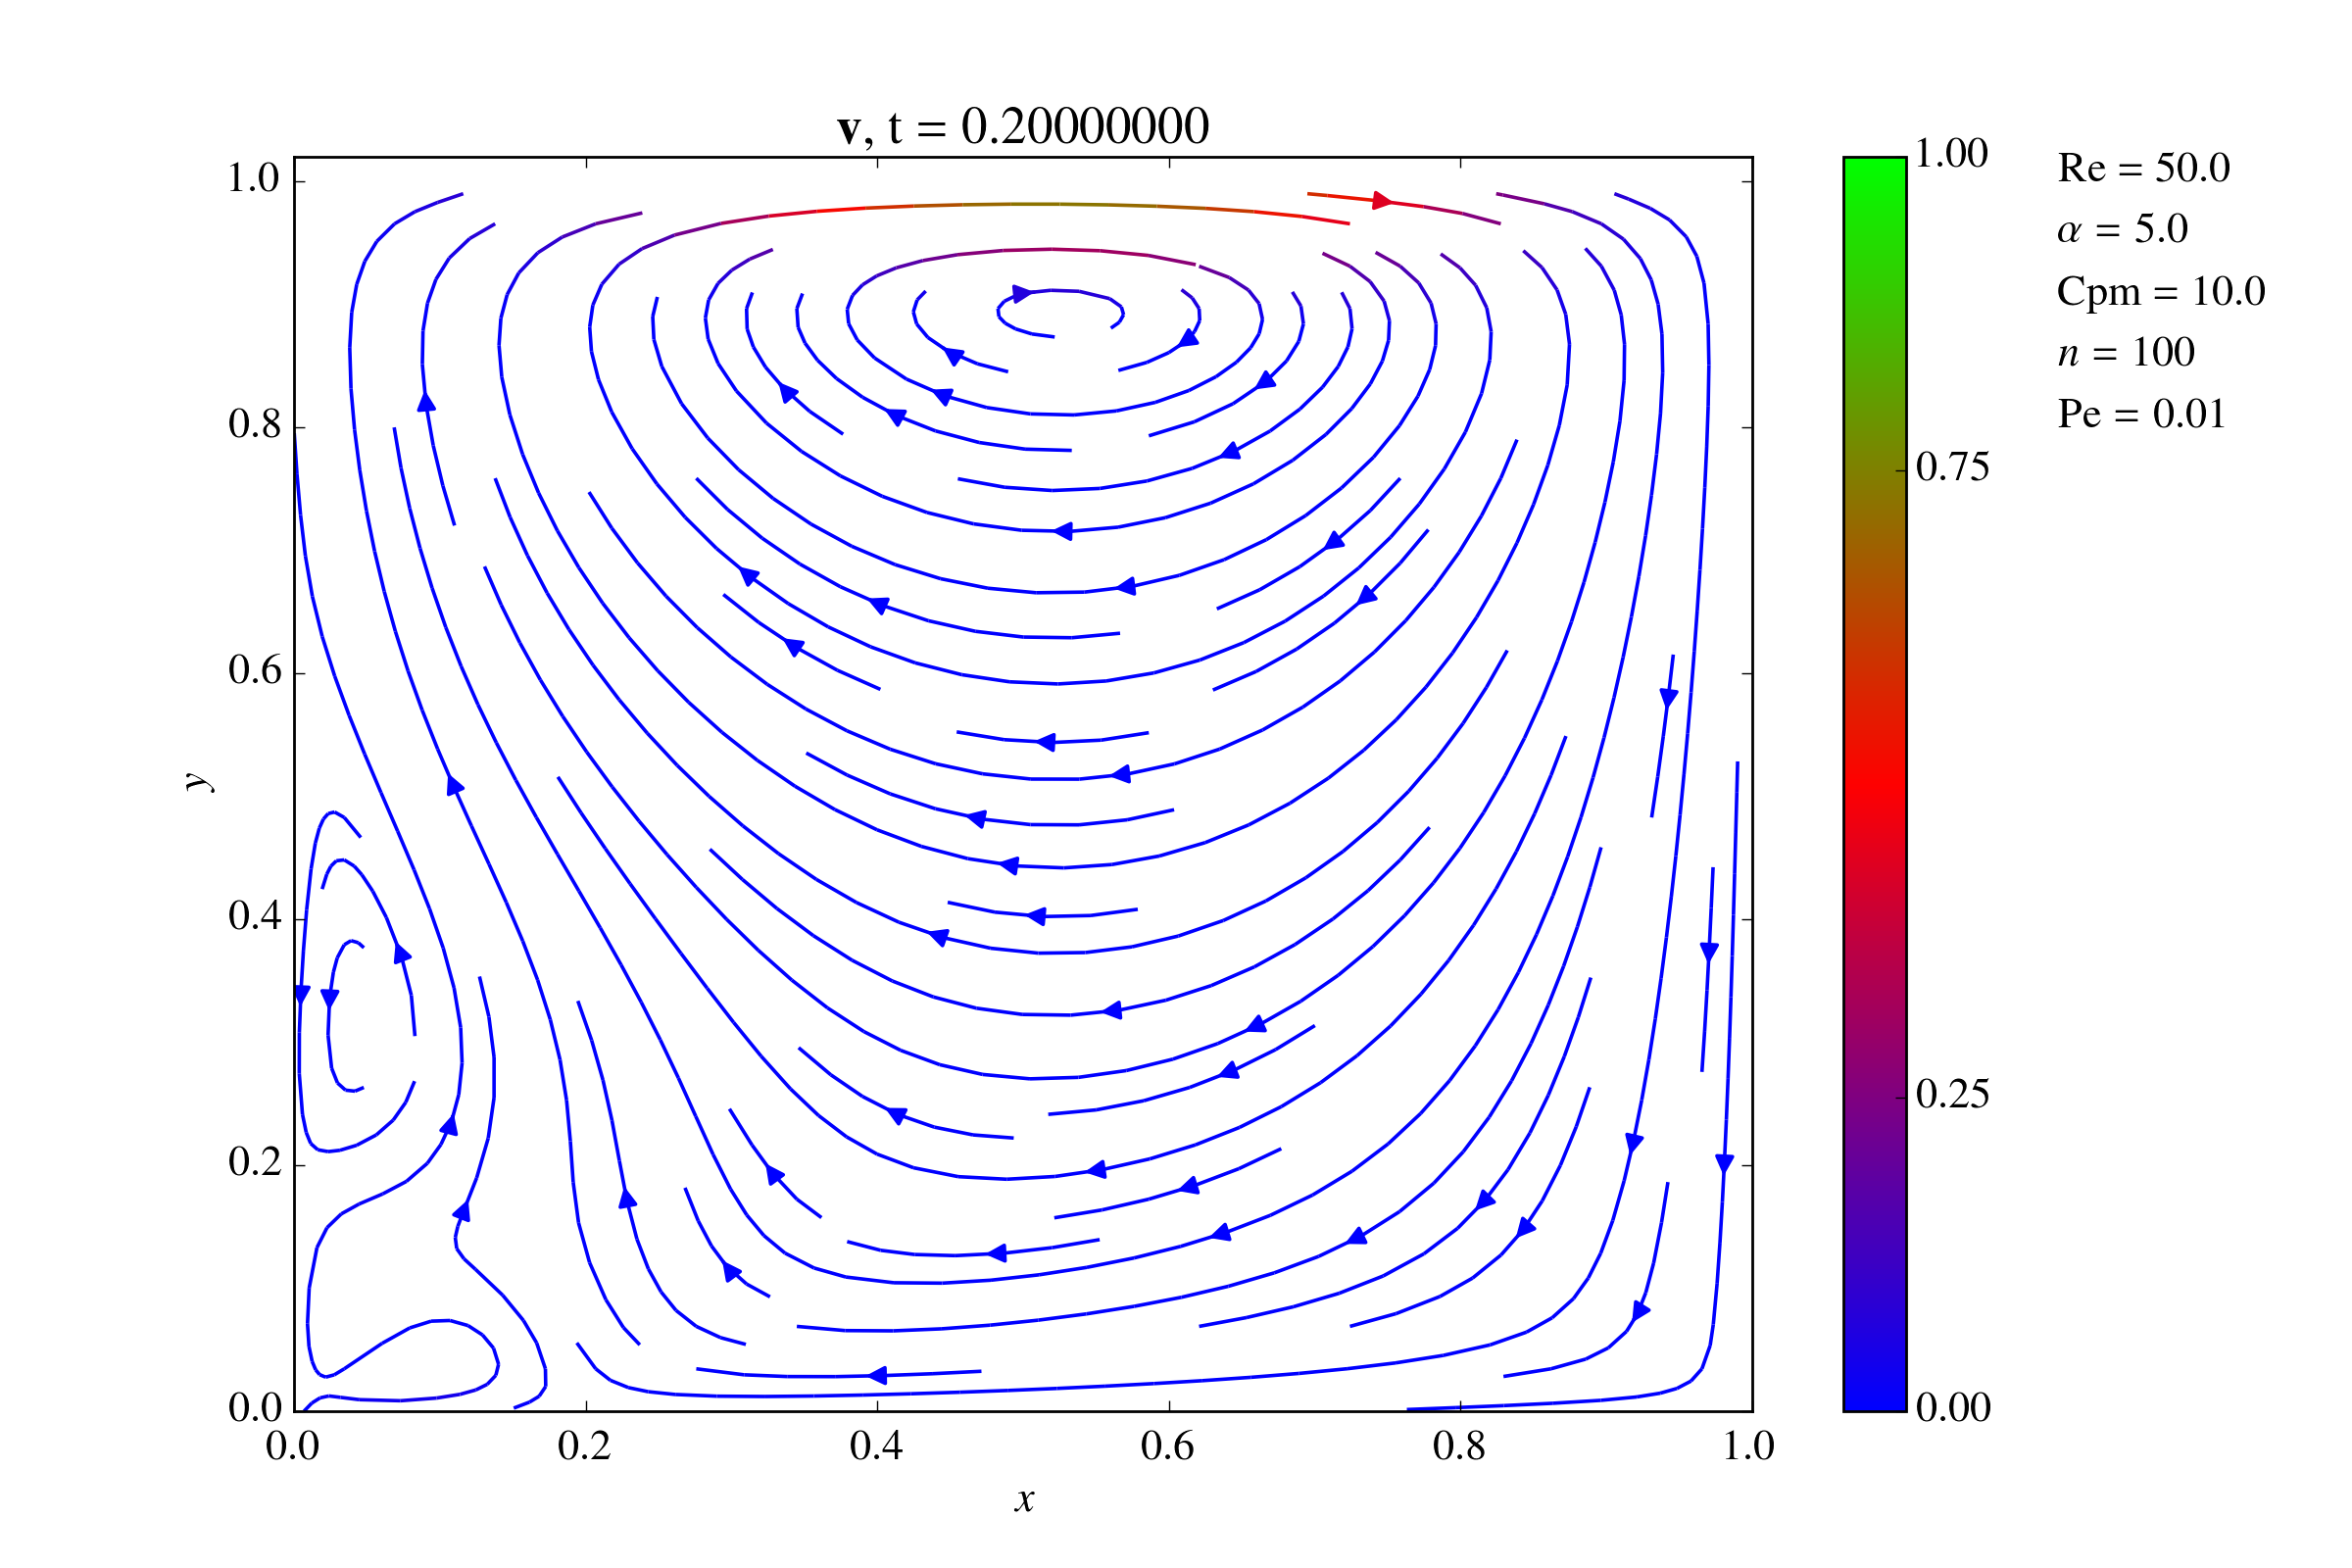 v, t = 0.20000000
1.0
0.8
0.6
0.4
0.2
0.0
y
0.0 0.2 0.4 0.6 0.8 1.0
x
1.00
0.75
0.25
0.00
Re = 50.0
α = 5.0
Cpm = 10.0
n = 100
Pe = 0.01